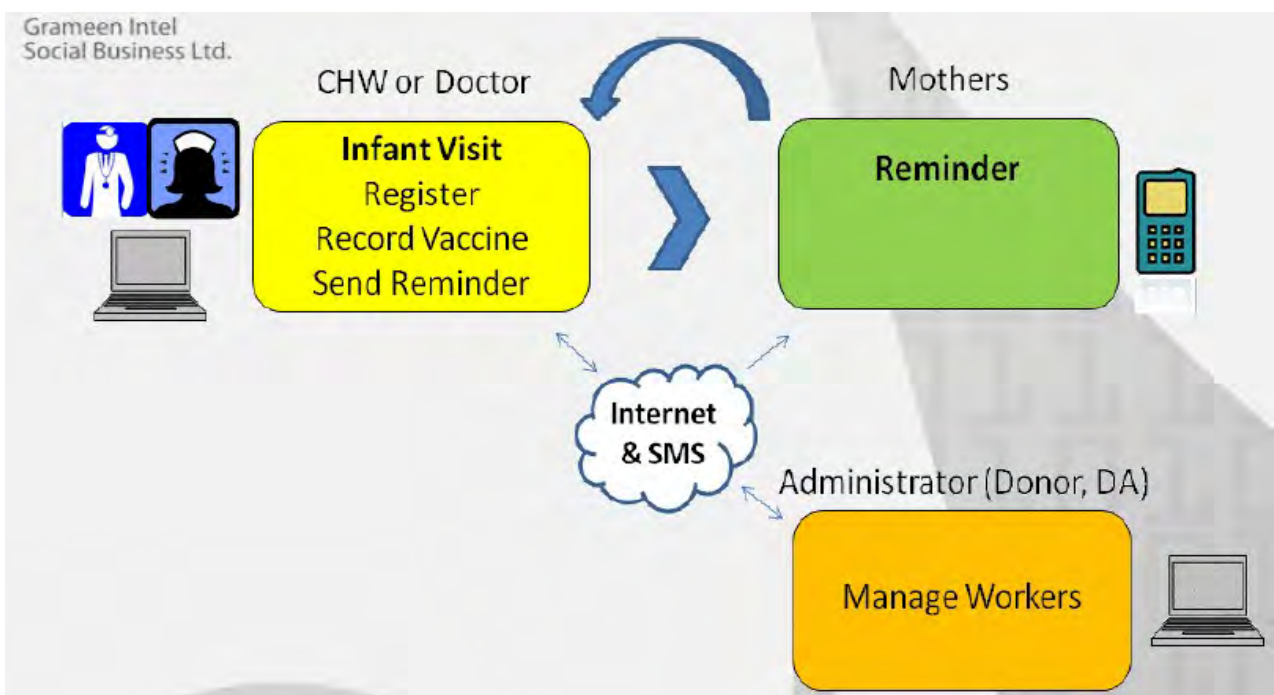 Grameen Intel
Social Business Ltd.
CHW or Doctor
Mothers
Infant Visit
Register
Record Vaccine
Send Reminder
Reminder
Internet
& SMS
Administrator (Donor, DA)
Manage Workers